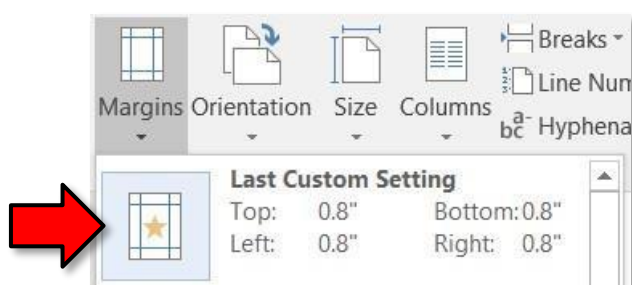 Margins Orientation Size Columns
Breaks
Line Num
Hyphena
Last Custom Setting
Top: 0.8" Bottom: 0.8"
Left: 0.8" Right: 0.8"